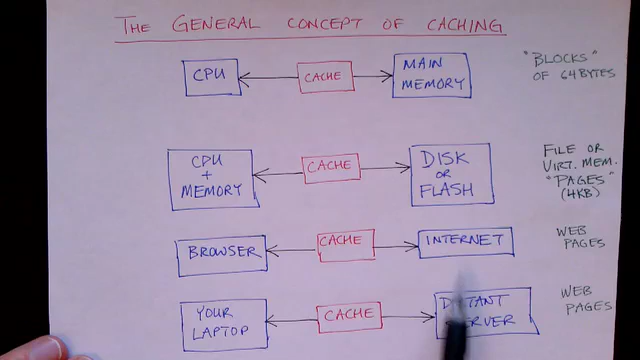 THE GENERAL CONCEPT OF CACHING
CPU
CACHE
MAIN
MEMORY
"BLOCKS"
OF 64 BYTES
CPU
+
MEMORY
CACHE
DISK
OR
FLASH
FILE OR
VIRT. MEM.
"PAGES"
(4KB)
BROWSER
CACHE
INTERNET
WEB
PAGES
YOUR
LAPTOP
CACHE
WEB
PAGES